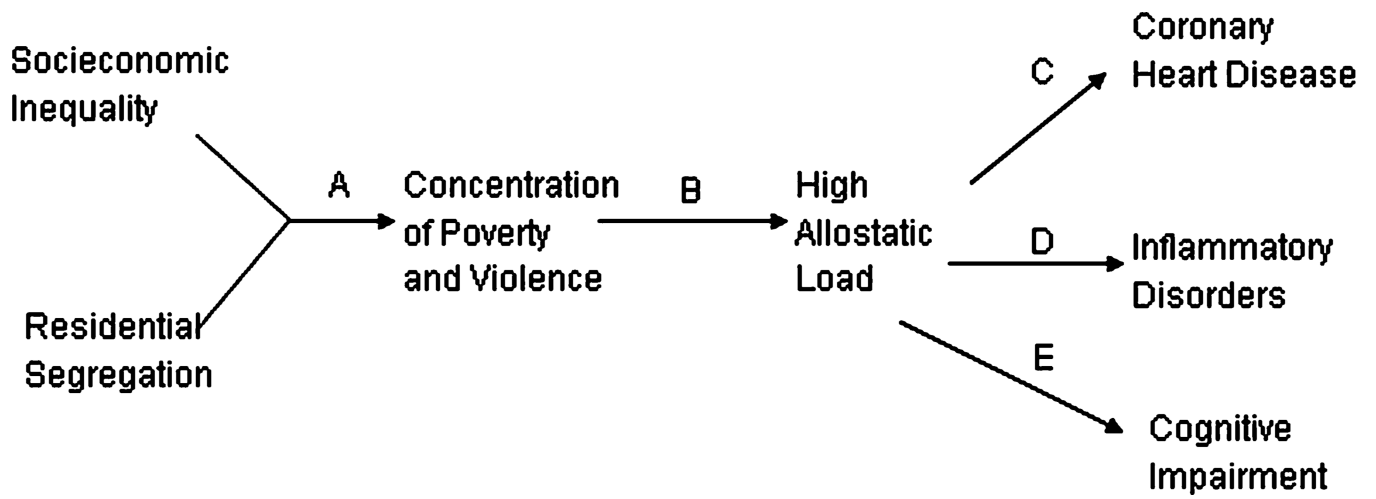 Socieconomic
Inequality
Residential
Segregation
A
Concentration
of Poverty
and Violence
B
High
Allostatic
Load
C
Coronary
Heart Disease
D
Inflammatory
Disorders
E
Cognitive
Impairment